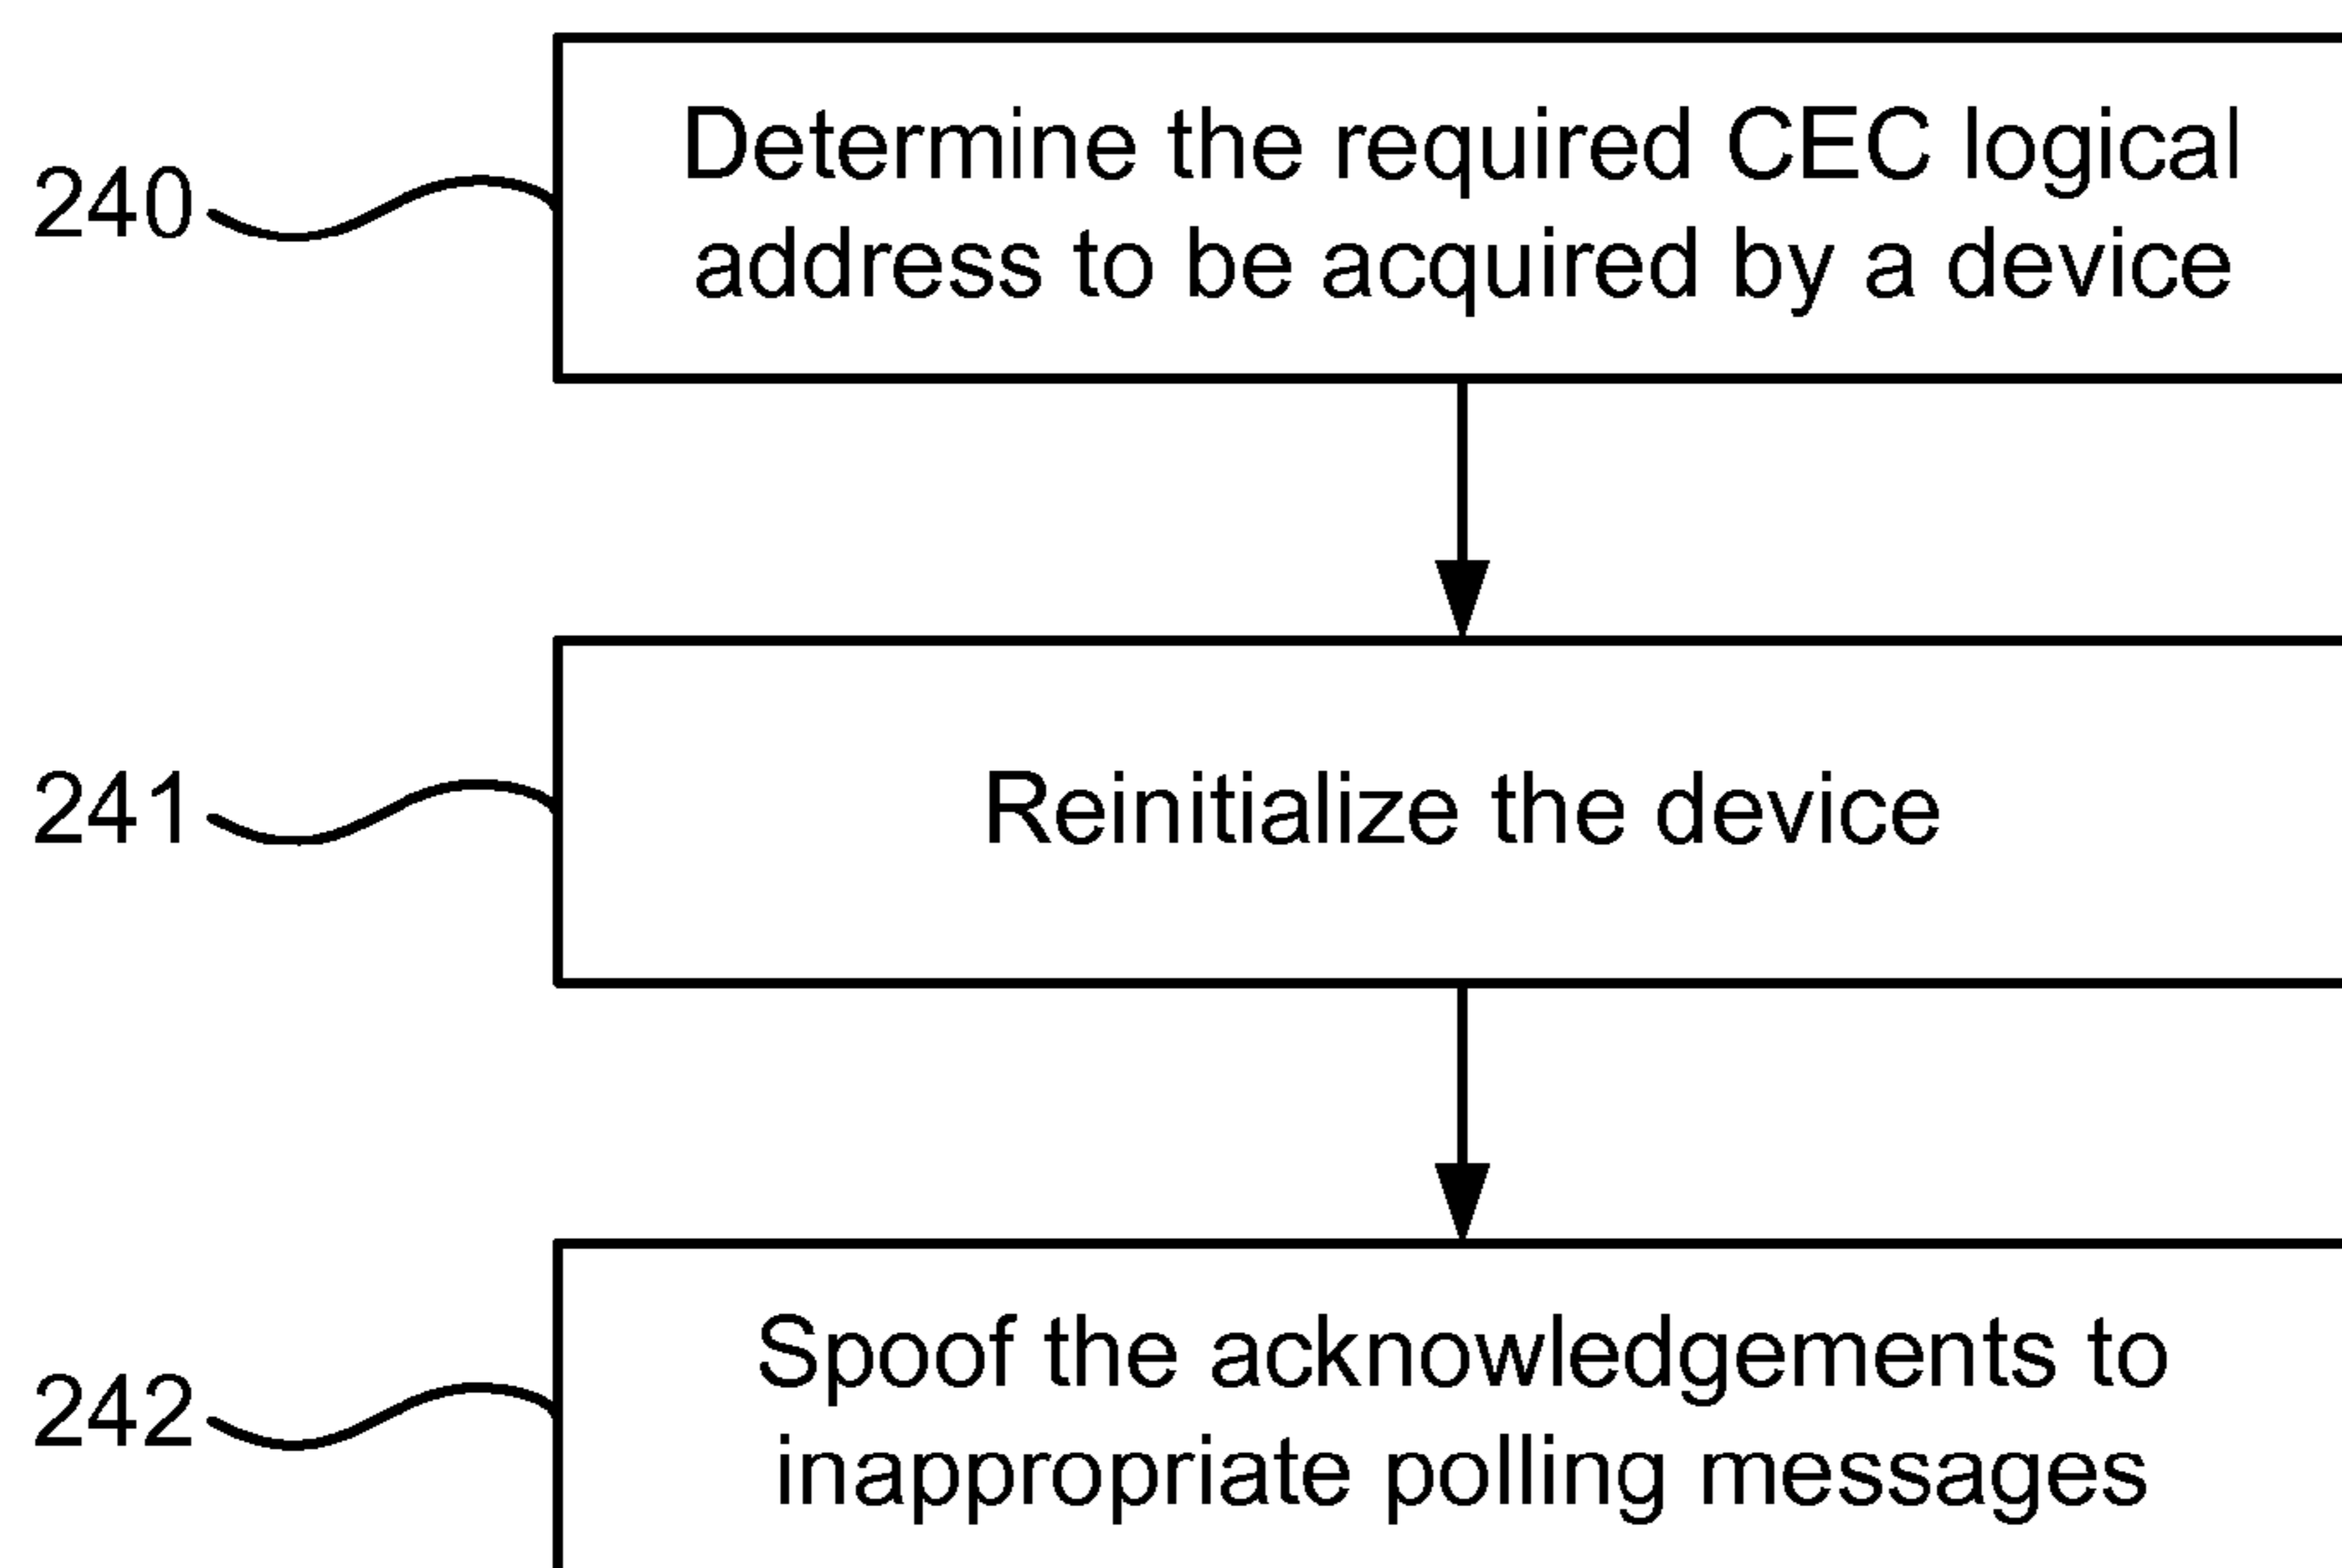 240
Determine the required CEC logical
address to be acquired by a device
241
Reinitialize the device
242
Spoof the acknowledgements to
inappropriate polling messages